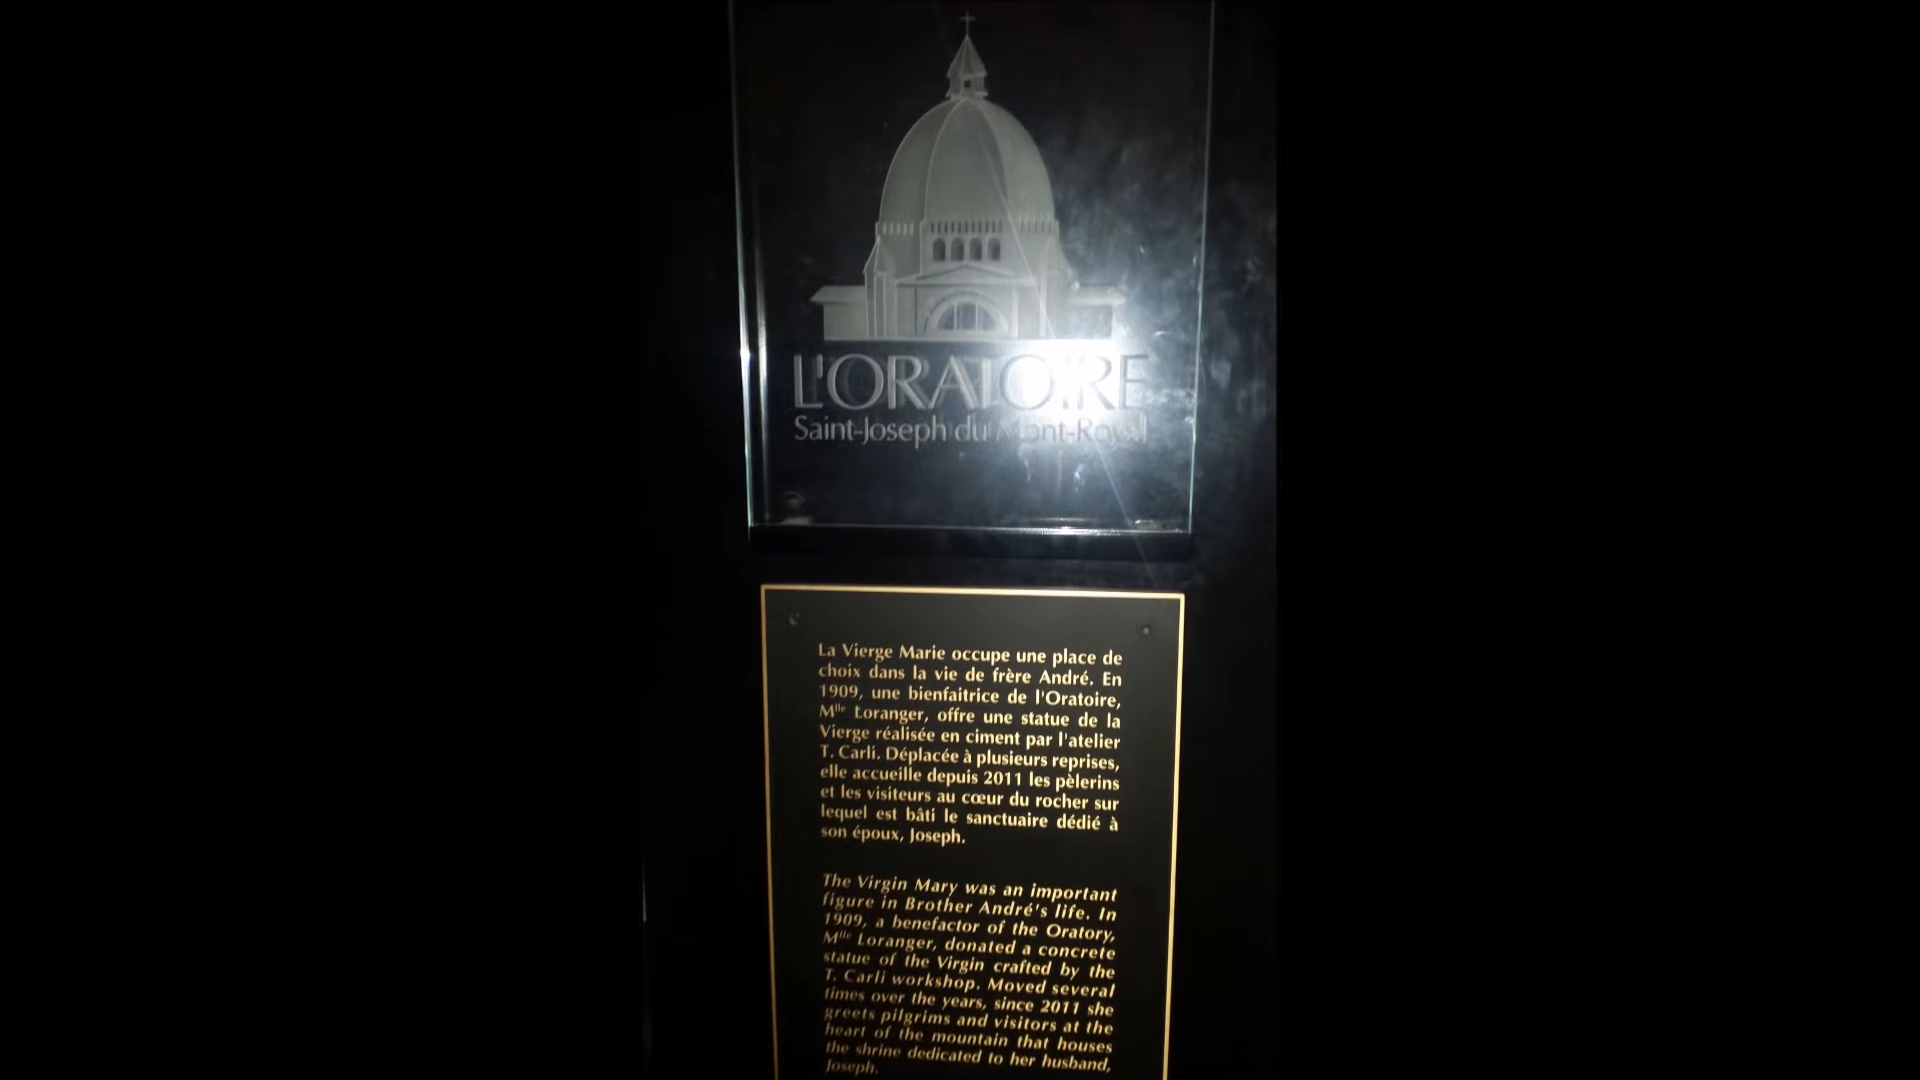 L'ORATOIRE
Saint-Joseph du Mont-Royal
La Vierge Marie occupe une place de
choix dans la vie de frère André. En
1909, une bienfaitrice de l'Oratoire,
Mlle Loranger, offre une statue de la
Vierge réalisée en ciment par l'atelier
T. Carli. Déplacée à plusieurs reprises,
elle accueille depuis 2011 les pèlerins
et les visiteurs au cœur du rocher sur
lequel est bâti le sanctuaire dédié à
son époux, Joseph.
The Virgin Mary was an important
figure in Brother André's life. In
1909, a benefactor of the Oratory,
Mlle Loranger, donated a concrete
statue of the Virgin crafted by the
T. Carli workshop. Moved several
times over the years, since 2011 she
greets pilgrims and visitors at the
heart of the mountain that houses
the shrine dedicated to her husband,
Joseph.